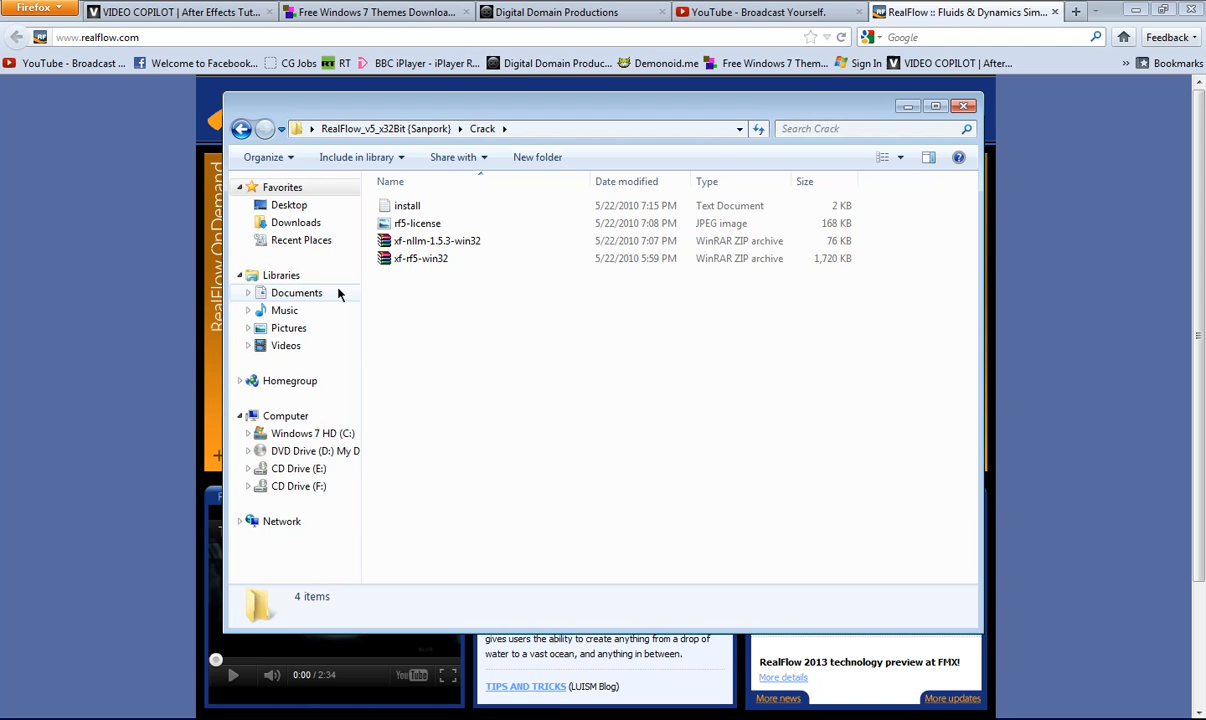 Firefox
VIDEO COPILOT | After Effects Tut...
Free Windows 7 Themes Downloa...
Digital Domain Productions
YouTube - Broadcast Yourself.
RealFlow :: Fluids & Dynamics Sim...
www.realflow.com
Google
Feedback
YouTube - Broadcast ...
Welcome to Facebook...
CG Jobs
RT
BBC iPlayer - iPlayer R...
Digital Domain Produc...
Demonoid.me
Free Windows 7 Them...
Sign In
VIDEO COPILOT | After...
Bookmarks
RealFlow_v5_x32Bit {Sanpork}
Crack
Search Crack
Organize
Include in library
Share with
New folder
Name
Date modified
Type
Size
install 5/22/2010 7:15 PM Text Document 2 KB
rf5-license 5/22/2010 7:08 PM JPEG image 168 KB
xf-nllm-1.5.3-win32 5/22/2010 7:07 PM WinRAR ZIP archive 76 KB
xf-rf5-win32 5/22/2010 5:59 PM WinRAR ZIP archive 1,720 KB
Favorites
Desktop
Downloads
Recent Places
Libraries
Documents
Music
Pictures
Videos
Homegroup
Computer
Windows 7 HD (C:)
DVD Drive (D:) My D
CD Drive (E:)
CD Drive (F:)
Network
4 items
RealFlow OnDemand
0:00 / 2:34
YouTube
gives users the ability to create anything from a drop of
water to a vast ocean, and anything in between.
TIPS AND TRICKS (LUISM Blog)
RealFlow 2013 technology preview at FMX!
More details
More news
More updates